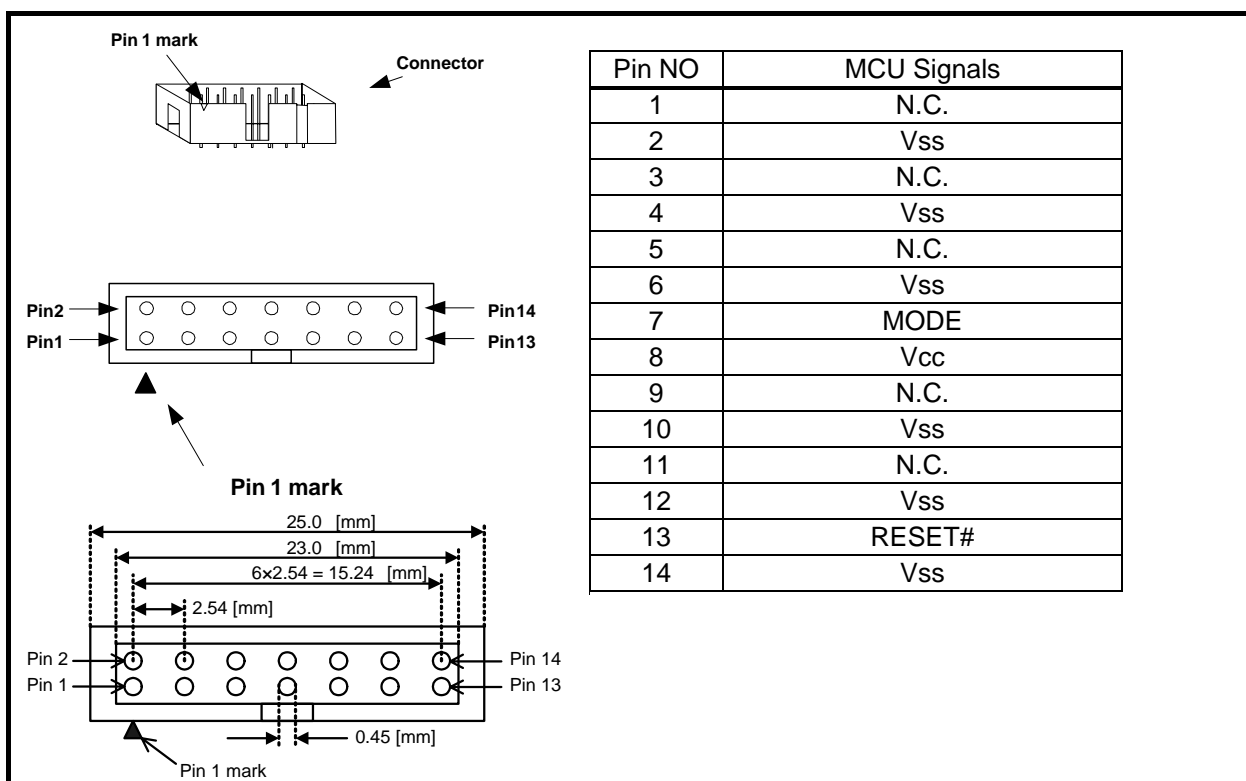 Pin 1 mark
Connector
Pin2
Pin14
Pin1
Pin13
Pin 1 mark
25.0 [mm]
23.0 [mm]
6×2.54 = 15.24 [mm]
2.54 [mm]
Pin 2
Pin 14
Pin 1
Pin 13
0.45 [mm]
Pin 1 mark
Pin NO MCU Signals
1 N.C.
2 Vss
3 N.C.
4 Vss
5 N.C.
6 Vss
7 MODE
8 Vcc
9 N.C.
10 Vss
11 N.C.
12 Vss
13 RESET#
14 Vss